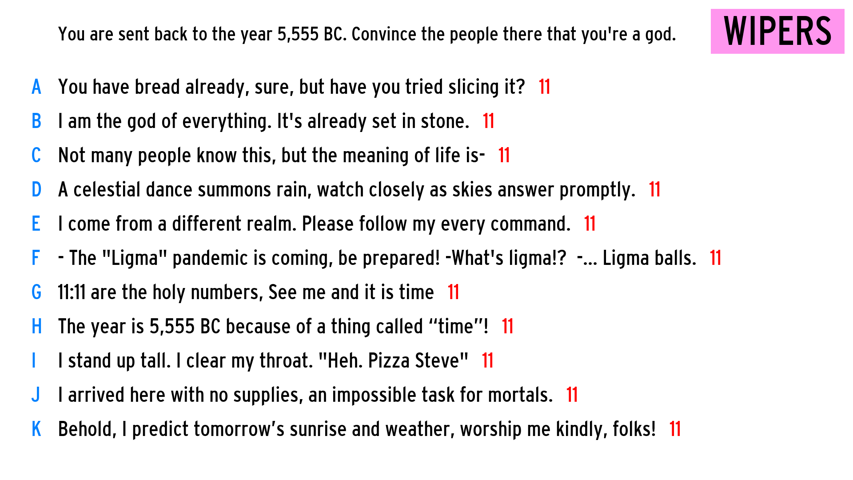 You are sent back to the year 5,555 BC. Convince the people there that you're a god.
WIPERS
A You have bread already, sure, but have you tried slicing it? 11
B I am the god of everything. It's already set in stone. 11
C Not many people know this, but the meaning of life is- 11
D A celestial dance summons rain, watch closely as skies answer promptly. 11
E I come from a different realm. Please follow my every command. 11
F - The "Ligma" pandemic is coming, be prepared! -What's ligma!? -... Ligma balls. 11
G 11:11 are the holy numbers, See me and it is time 11
H The year is 5,555 BC because of a thing called “time”! 11
I I stand up tall. I clear my throat. "Heh. Pizza Steve" 11
J I arrived here with no supplies, an impossible task for mortals. 11
K Behold, I predict tomorrow’s sunrise and weather, worship me kindly, folks! 11